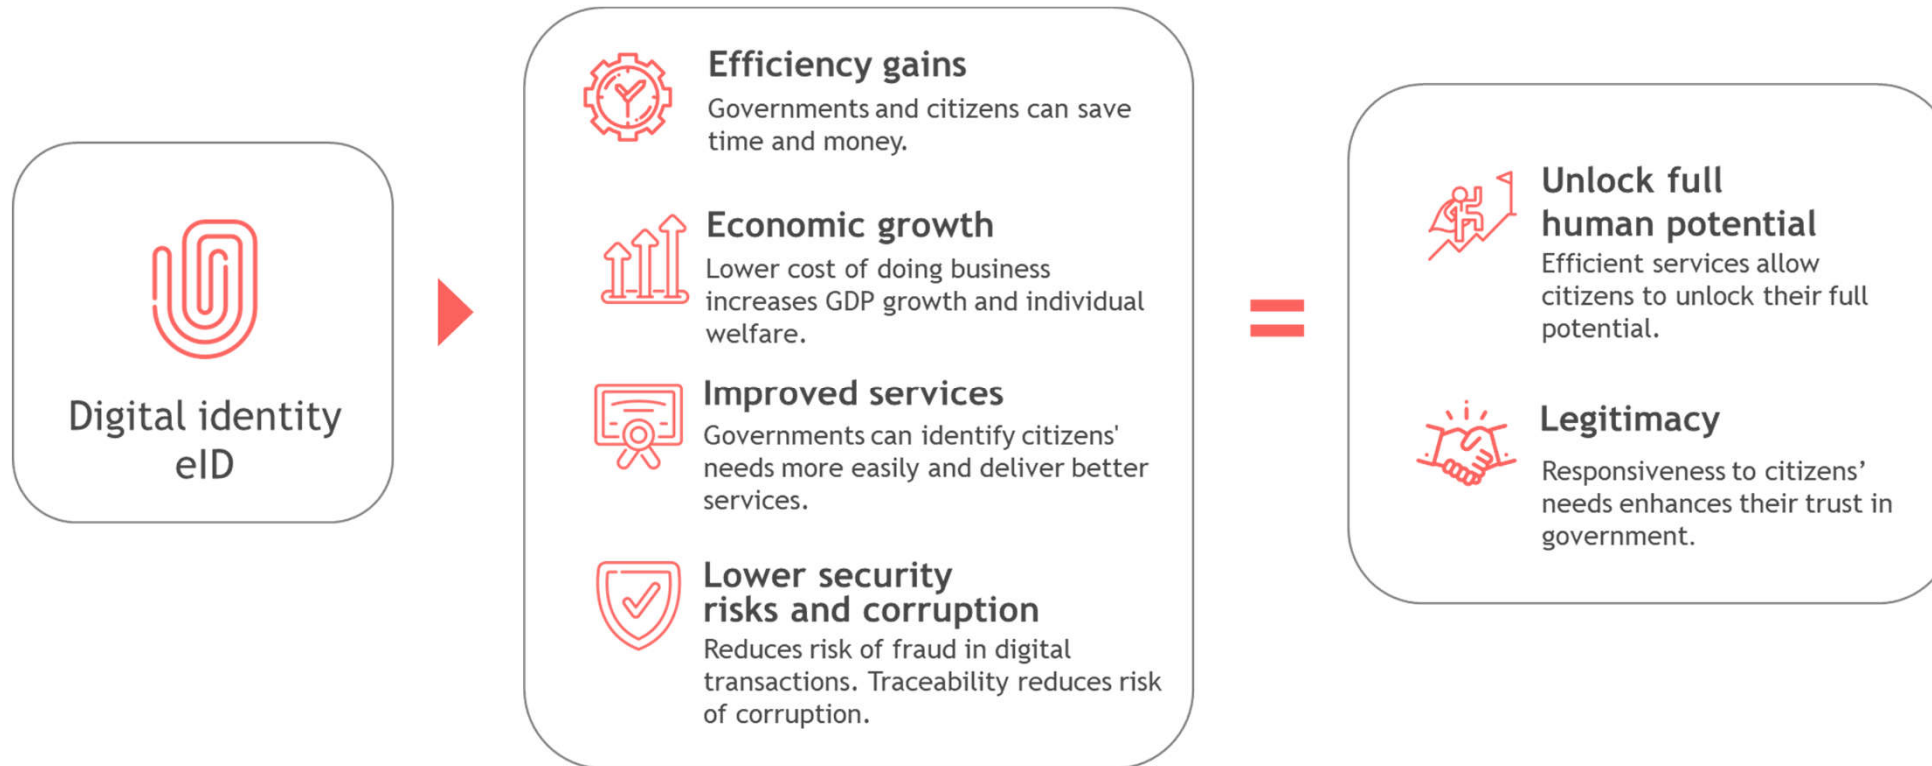 Digital identity
eID
Efficiency gains
Governments and citizens can save
time and money.
Economic growth
Lower cost of doing business
increases GDP growth and individual
welfare.
Improved services
Governments can identify citizens'
needs more easily and deliver better
services.
Lower security
risks and corruption
Reduces risk of fraud in digital
transactions. Traceability reduces risk
of corruption.
Unlock full
human potential
Efficient services allow
citizens to unlock their full
potential.
Legitimacy
Responsiveness to citizens’
needs enhances their trust in
government.